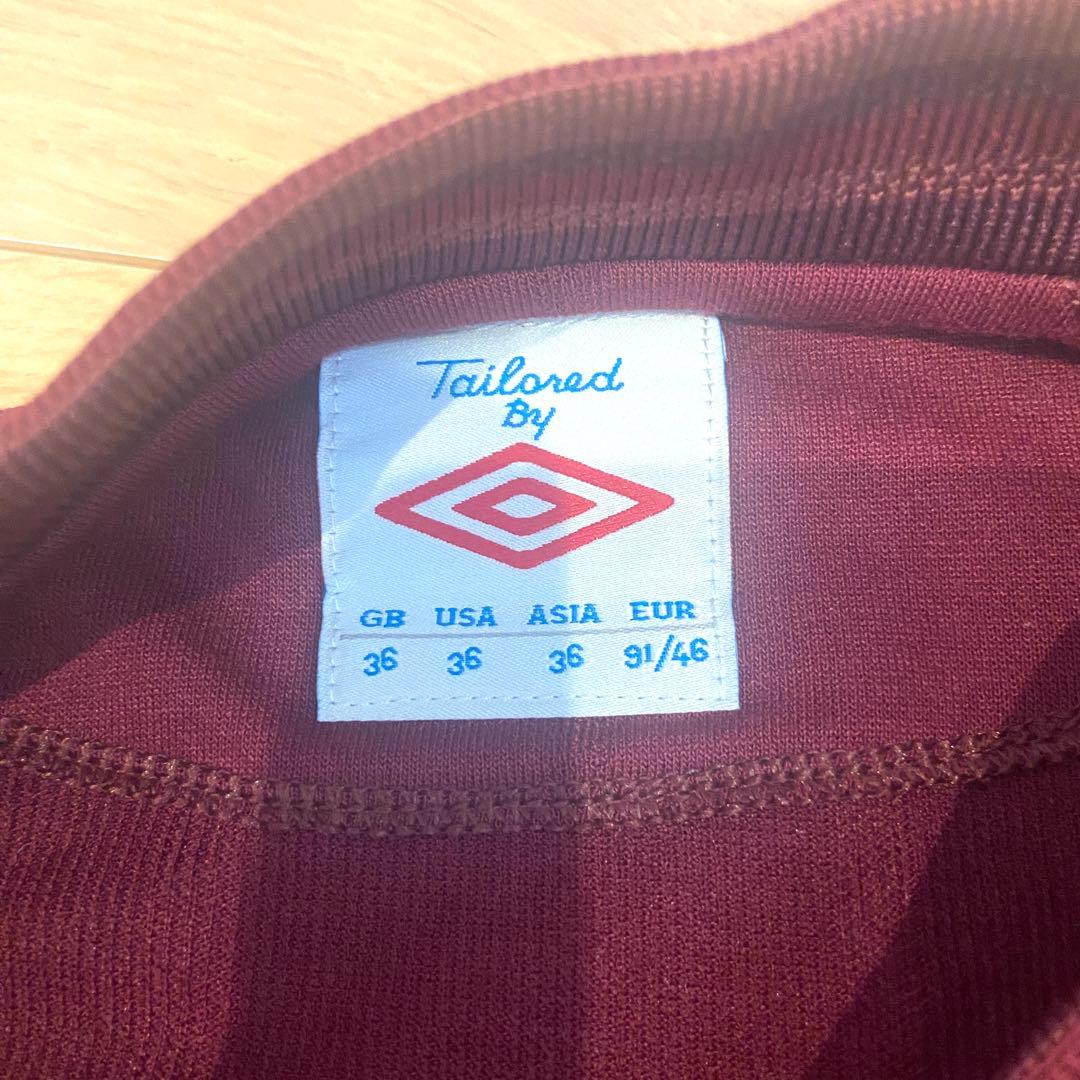 Tailored
By
GB USA ASIA EUR
36 36 36 91/46